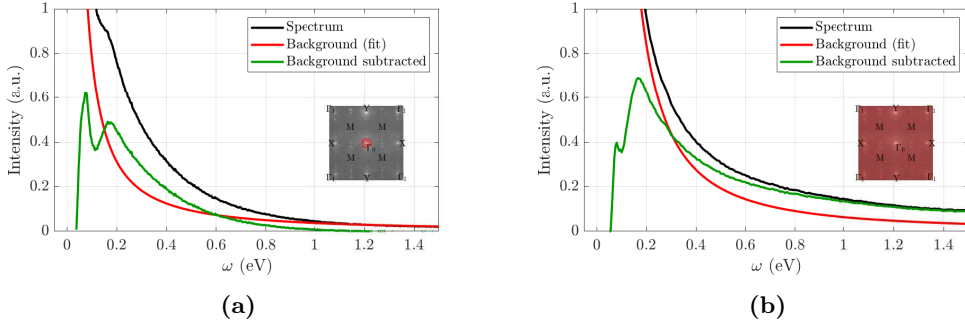 1
0.8
0.6
0.4
0.2
0
Intensity (a.u.)
0 0.2 0.4 0.6 0.8 1 1.2 1.4
ω (eV)
Spectrum
Background (fit)
Background subtracted
Γ₁ Y Γ₁
M M
X Γ₀ X
M M
Γ₁ Y Γ₁
(a)
1
0.8
0.6
0.4
0.2
0
Intensity (a.u.)
0 0.2 0.4 0.6 0.8 1 1.2 1.4
ω (eV)
Spectrum
Background (fit)
Background subtracted
Γ₁ Y Γ₁
M M
X Γ₀ X
M M
Γ₁ Y Γ₁
(b)